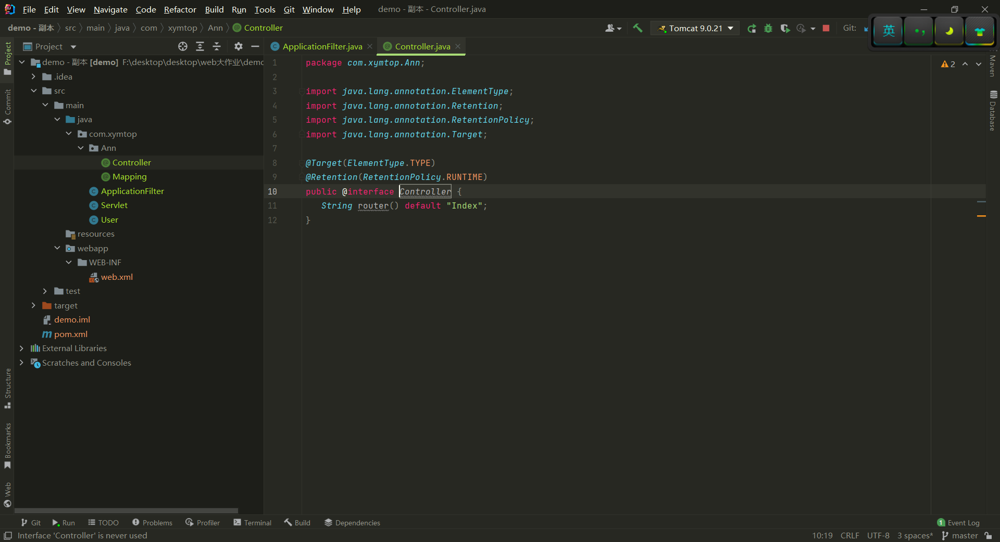 File Edit View Navigate Code Refactor Build Run Tools Git Window Help demo - 副本 - Controller.java
demo - 副本 src main java com xymtop Ann Controller Tomcat 9.0.21 Git:
英
Project
ApplicationFilter.java Controller.java
demo - 副本 [demo] F:\desktop\desktop\web大作业\demo
.idea
src
main
java
com.xymtop
Ann
Controller
Mapping
ApplicationFilter
Servlet
User
resources
webapp
WEB-INF
web.xml
test
target
demo.iml
pom.xml
External Libraries
Scratches and Consoles
Project
Commit
Structure
Bookmarks
Web
1 package com.xymtop.Ann;
2
3 import java.lang.annotation.ElementType;
4 import java.lang.annotation.Retention;
5 import java.lang.annotation.RetentionPolicy;
6 import java.lang.annotation.Target;
7
8 @Target(ElementType.TYPE)
9 @Retention(RetentionPolicy.RUNTIME)
10 public @interface Controller {
11 String router() default "Index";
12 }
2
Maven
Database
Git Run TODO Problems Profiler Terminal Build Dependencies 1 Event Log
Interface 'Controller' is never used 10:19 CRLF UTF-8 3 spaces* master